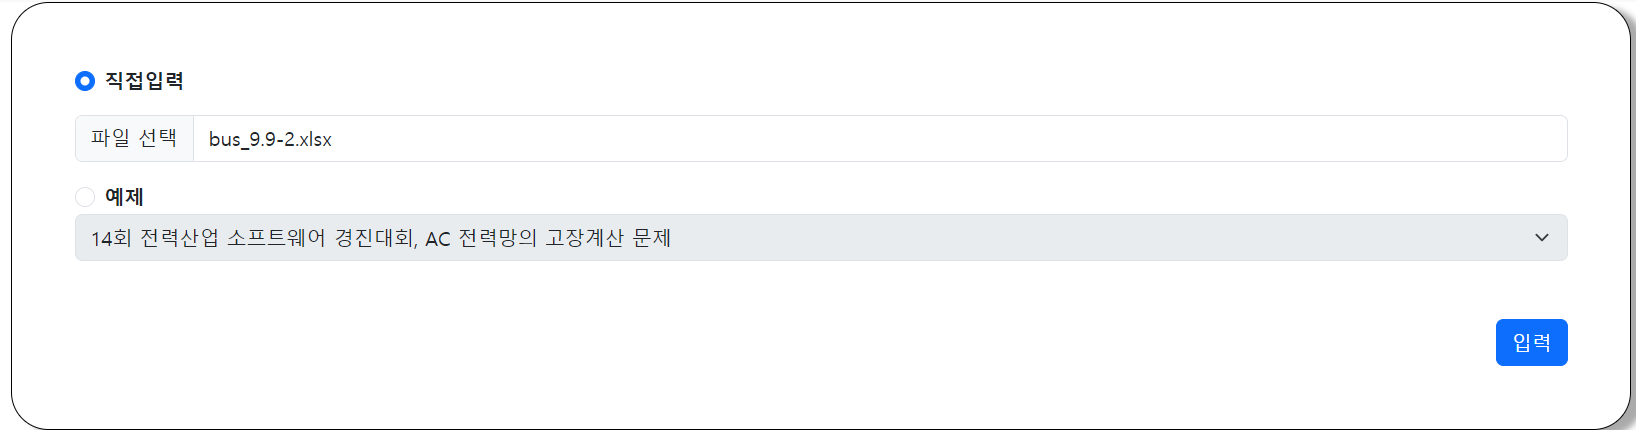 직접입력
파일 선택 bus_9.9-2.xlsx
예제
14회 전력산업 소프트웨어 경진대회, AC 전력망의 고장계산 문제
입력